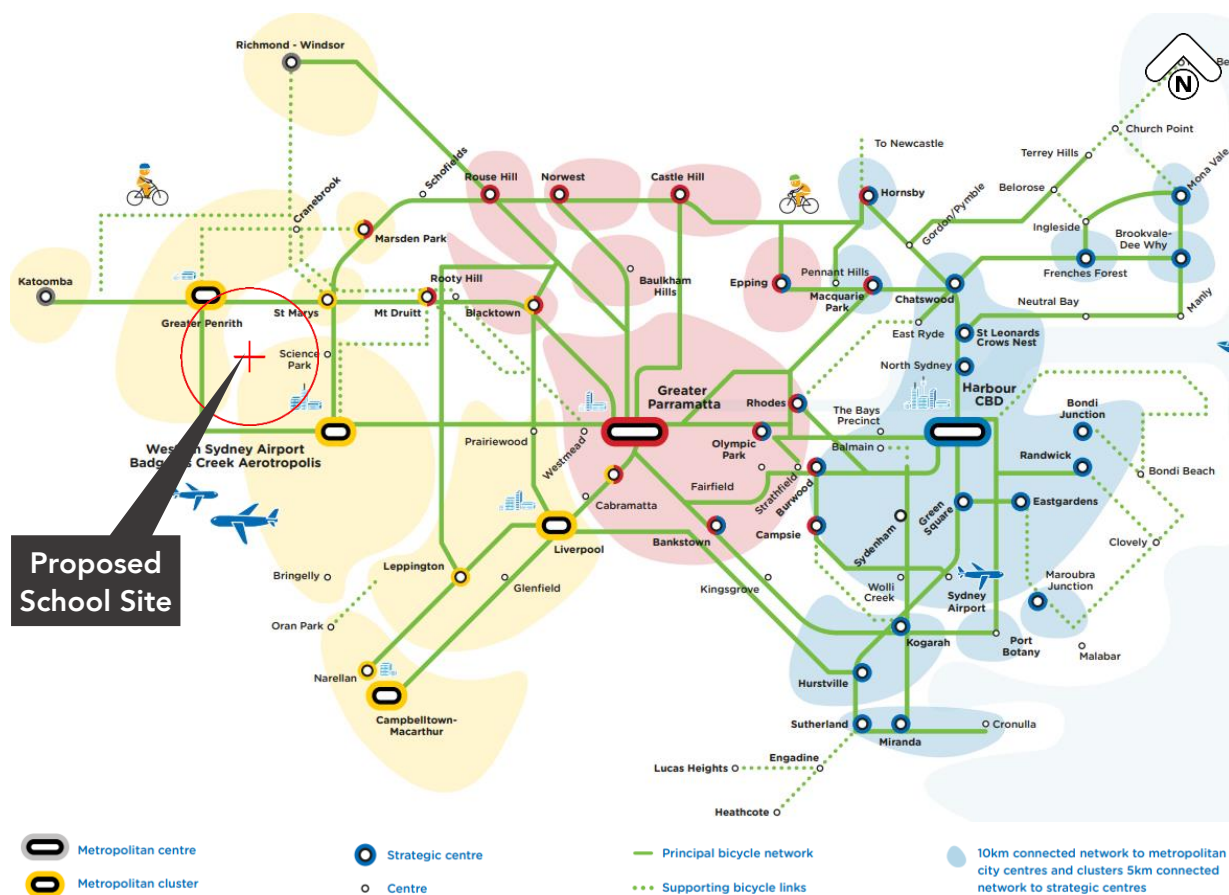 Richmond - Windsor
N
Be
Church Point
To Newcastle
Terrey Hills
Schofields
Rouse Hill
Norwest
Castle Hill
Hornsby
Belorose
Mona Vale
Cranebrook
Gordon/Pymble
Ingleside
Marsden Park
Brookvale-
Dee Why
Rooty Hill
Baulkham
Hills
Pennant Hills
Katoomba
Epping
Macquarie
Park
Frenches Forest
Greater Penrith
St Marys
Mt Druitt
Blacktown
Chatswood
Neutral Bay
Manly
East Ryde
St Leonards
Crows Nest
Science
Park
North Sydney
Greater
Parramatta
Harbour
CBD
Rhodes
The Bays
Precinct
Bondi
Junction
Western Sydney Airport
Badgerys Creek Aerotropolis
Prairiewood
Westmead
Olympic
Park
Balmain
Randwick
Fairfield
Strathfield
Burwood
Bondi Beach
Cabramatta
Green
Square
Eastgardens
Liverpool
Bankstown
Campsie
Sydenham
Clovely
Proposed
School Site
Bringelly
Leppington
Glenfield
Kingsgrove
Wolli
Creek
Sydney
Airport
Maroubra
Junction
Oran Park
Kogarah
Port
Botany
Malabar
Narellan
Hurstville
Campbelltown-
Macarthur
Sutherland
Miranda
Cronulla
Engadine
Lucas Heights
Heathcote
Metropolitan centre
Strategic centre
Principal bicycle network
10km connected network to metropolitan
city centres and clusters 5km connected
network to strategic centres
Metropolitan cluster
Centre
Supporting bicycle links